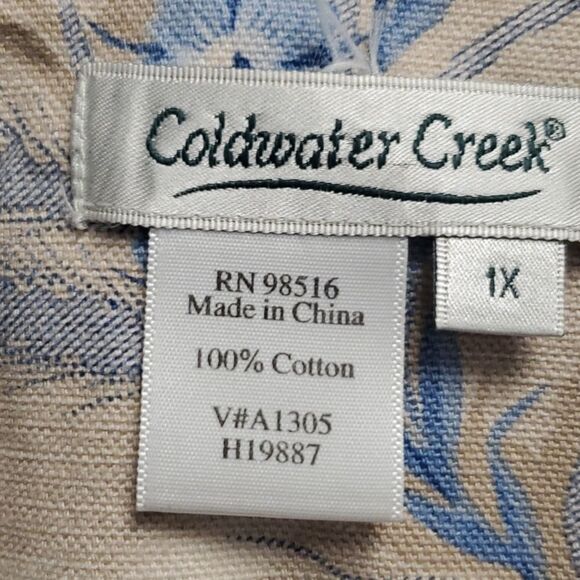 Coldwater Creek®
1X
RN 98516
Made in China
100% Cotton
V#A1305
H19887